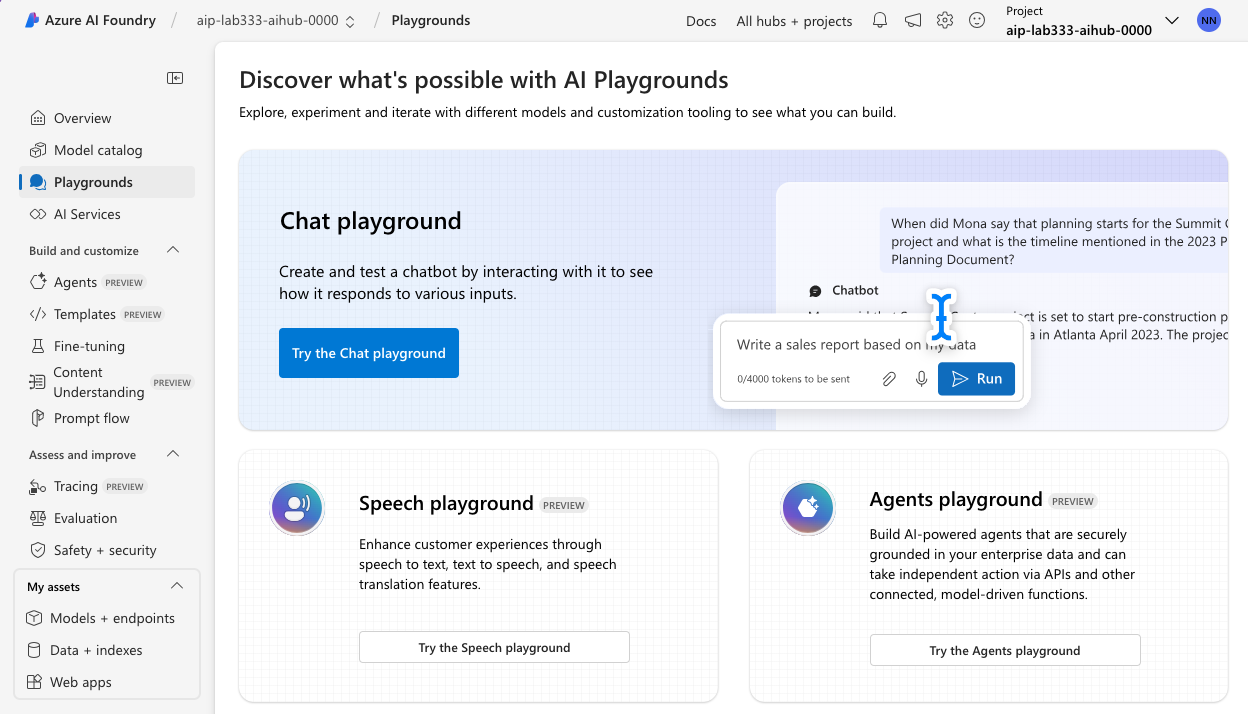 Azure AI Foundry / aip-lab333-aihub-0000 / Playgrounds
Docs
All hubs + projects
Project
aip-lab333-aihub-0000
NN
Overview
Model catalog
Playgrounds
AI Services
Build and customize
Agents PREVIEW
Templates PREVIEW
Fine-tuning
Content
Understanding PREVIEW
Prompt flow
Assess and improve
Tracing PREVIEW
Evaluation
Safety + security
My assets
Models + endpoints
Data + indexes
Web apps
Discover what's possible with AI Playgrounds
Explore, experiment and iterate with different models and customization tooling to see what you can build.
Chat playground
Create and test a chatbot by interacting with it to see
how it responds to various inputs.
Try the Chat playground
When did Mona say that planning starts for the Summit
project and what is the timeline mentioned in the 2023 P
Planning Document?
Chatbot
is set to start pre-construction p
in Atlanta April 2023. The projec
Write a sales report based on my data
0/4000 tokens to be sent
Run
Speech playground PREVIEW
Enhance customer experiences through
speech to text, text to speech, and speech
translation features.
Try the Speech playground
Agents playground PREVIEW
Build AI-powered agents that are securely
grounded in your enterprise data and can
take independent action via APIs and other
connected, model-driven functions.
Try the Agents playground